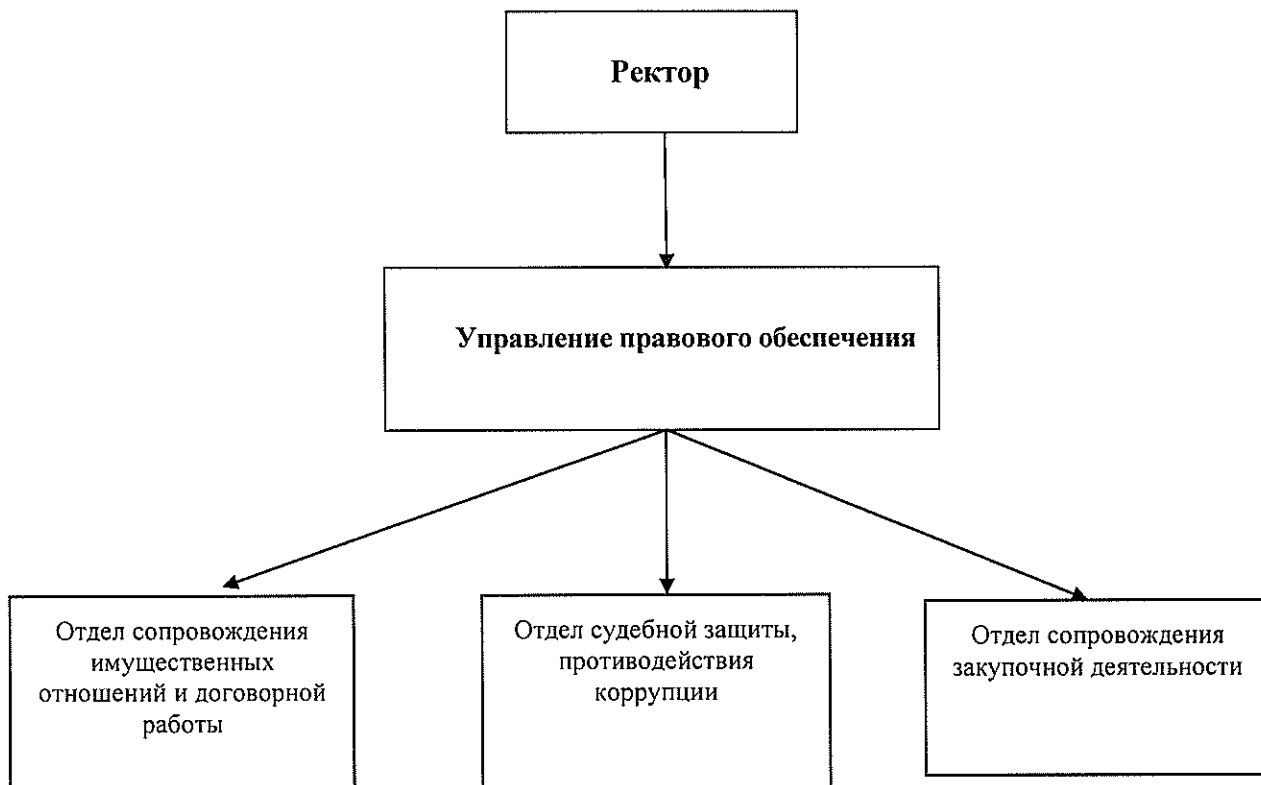 Ректор
Управление правового обеспечения
Отдел сопровождения
имущественных
отношений и договорной
работы
Отдел судебной защиты,
противодействия
коррупции
Отдел сопровождения
закупочной деятельности